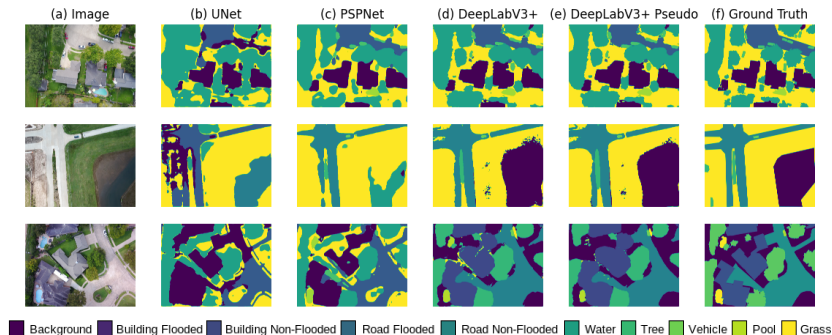 (a) Image (b) UNet (c) PSPNet (d) DeepLabV3+ (e) DeepLabV3+ Pseudo (f) Ground Truth
Background Building Flooded Building Non-Flooded Road Flooded Road Non-Flooded Water Tree Vehicle Pool Grass